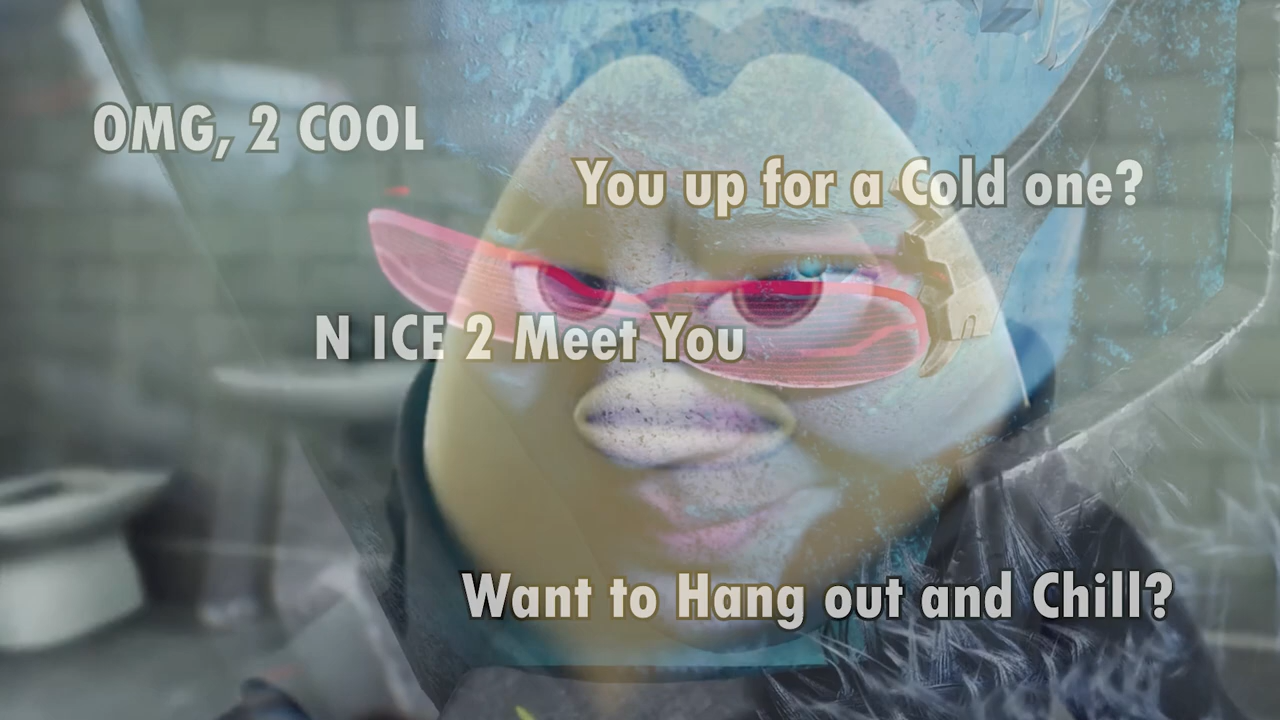 OMG, 2 COOL
You up for a Cold one?
N ICE 2 Meet You
Want to Hang out and Chill?